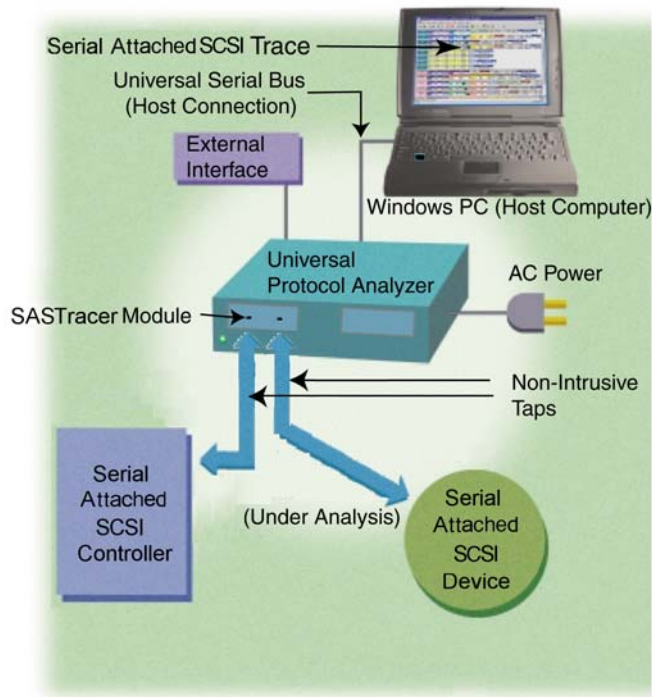 Serial Attached SCSI Trace
Universal Serial Bus
(Host Connection)
External
Interface
Windows PC (Host Computer)
Universal
Protocol Analyzer
AC Power
SASTracer Module
Non-Intrusive
Taps
Serial
Attached
SCSI
Controller
(Under Analysis)
Serial
Attached
SCSI
Device